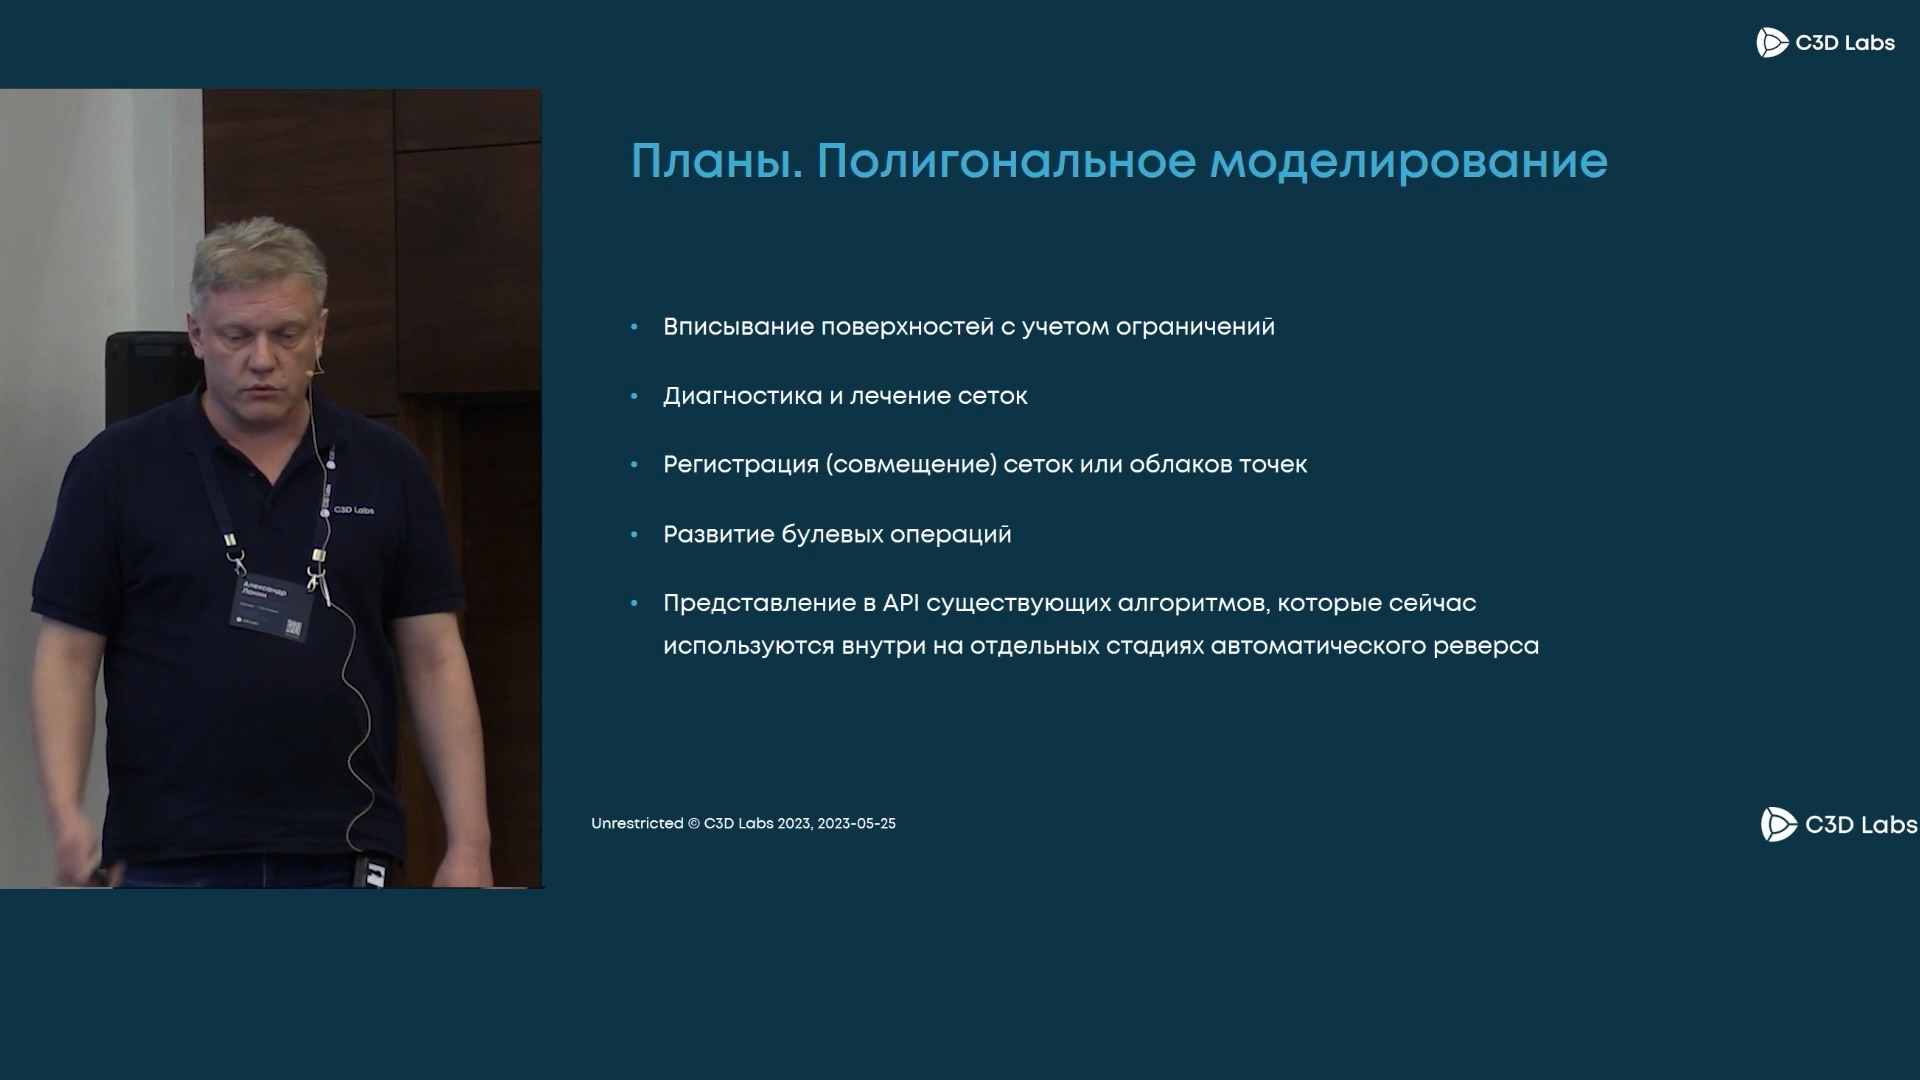 C3D Labs
Планы. Полигональное моделирование
• Вписывание поверхностей с учетом ограничений
• Диагностика и лечение сеток
• Регистрация (совмещение) сеток или облаков точек
• Развитие булевых операций
• Представление в API существующих алгоритмов, которые сейчас
используются внутри на отдельных стадиях автоматического реверса
C3D Labs
Александр
Лонин
Unrestricted © C3D Labs 2023, 2023-05-25
C3D Labs